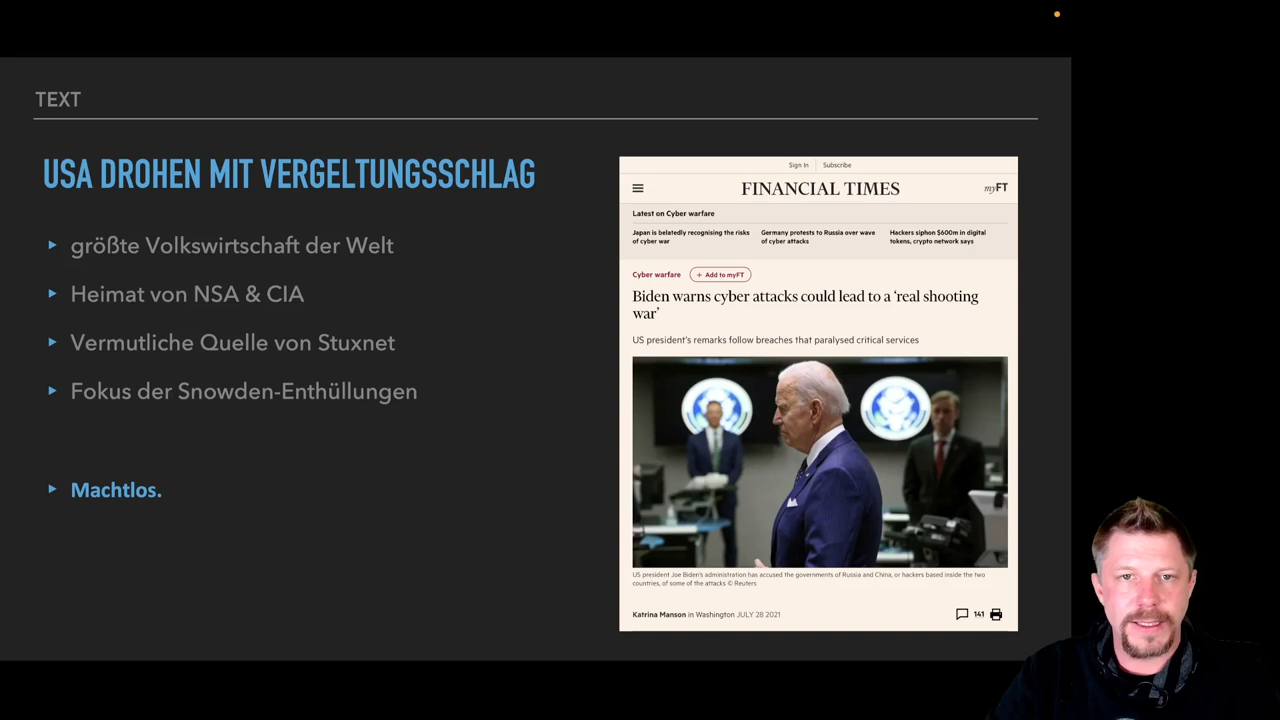 TEXT
USA DROHEN MIT VERGELTUNGSSCHLAG
größte Volkswirtschaft der Welt
Heimat von NSA & CIA
Vermutliche Quelle von Stuxnet
Fokus der Snowden-Enthüllungen
Machtlos.
Sign In Subscribe
FINANCIAL TIMES
myFT
Latest on Cyber warfare
Japan is belatedly recognising the risks
of cyber war
Germany protests to Russia over wave
of cyber attacks
Hackers siphon $600m in digital
tokens, crypto network says
Cyber warfare
+ Add to myFT
Biden warns cyber attacks could lead to a ‘real shooting
war’
US president’s remarks follow breaches that paralysed critical services
US president Joe Biden’s administration has accused the governments of Russia and China, or hackers based inside the two
countries, of some of the attacks © Reuters
Katrina Manson in Washington JULY 28 2021
141